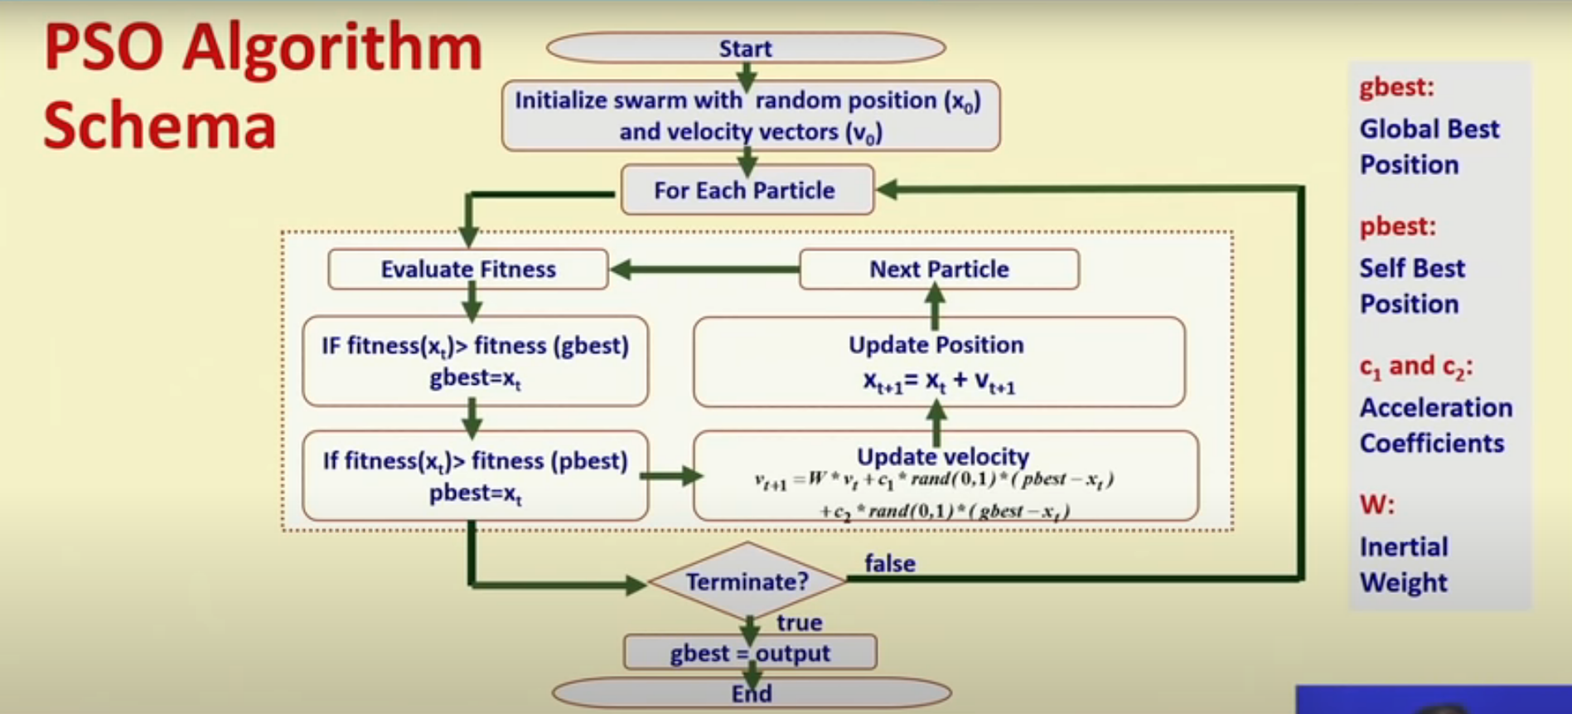 PSO Algorithm
Schema
Start
Initialize swarm with random position (x₀)
and velocity vectors (v₀)
For Each Particle
Evaluate Fitness
Next Particle
IF fitness(xₜ)> fitness (gbest)
gbest=xₜ
Update Position
xₜ₊₁= xₜ + vₜ₊₁
If fitness(xₜ)> fitness (pbest)
pbest=xₜ
Update velocity
vₜ₊₁ =W*vₜ+c₁*rand(0,1)*(pbest−xₜ)
+c₂*rand(0,1)*(gbest−xₜ)
Terminate?
false
true
gbest = output
End
gbest:
Global Best
Position
pbest:
Self Best
Position
c₁ and c₂:
Acceleration
Coefficients
W:
Inertial
Weight